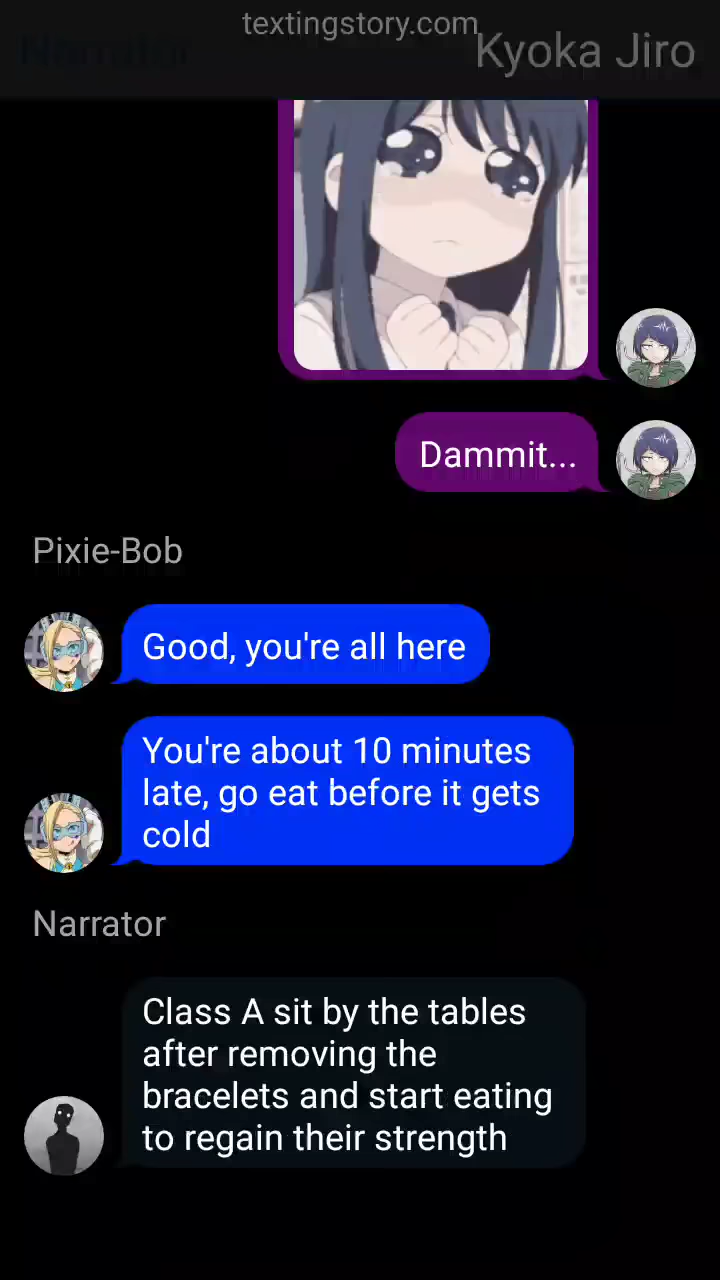 textingstory.com
Narrator
Kyoka Jiro
Dammit...
Pixie-Bob
Good, you're all here
You're about 10 minutes
late, go eat before it gets
cold
Narrator
Class A sit by the tables
after removing the
bracelets and start eating
to regain their strength